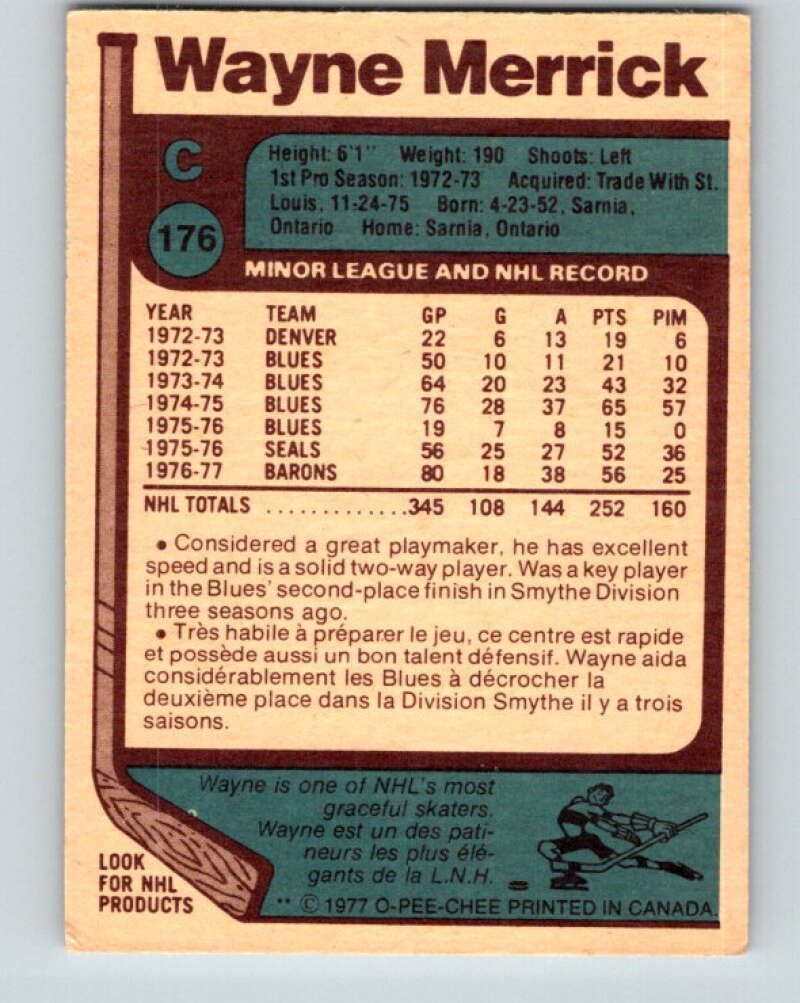 Wayne Merrick
C
176
Height: 6'1" Weight: 190 Shoots: Left
1st Pro Season: 1972-73 Acquired: Trade With St.
Louis, 11-24-75 Born: 4-23-52, Sarnia,
Ontario Home: Sarnia, Ontario
MINOR LEAGUE AND NHL RECORD
YEAR TEAM GP G A PTS PIM
1972-73 DENVER 22 6 13 19 6
1972-73 BLUES 50 10 11 21 10
1973-74 BLUES 64 20 23 43 32
1974-75 BLUES 76 28 37 65 57
1975-76 BLUES 19 7 8 15 0
1975-76 SEALS 56 25 27 52 36
1976-77 BARONS 80 18 38 56 25
NHL TOTALS .............345 108 144 252 160
• Considered a great playmaker, he has excellent
speed and is a solid two-way player. Was a key player
in the Blues' second-place finish in Smythe Division
three seasons ago.
• Très habile à préparer le jeu, ce centre est rapide
et possède aussi un bon talent défensif. Wayne aida
considérablement les Blues à décrocher la
deuxième place dans la Division Smythe il y a trois
saisons.
Wayne is one of NHL's most
graceful skaters.
Wayne est un des pati-
neurs les plus élé-
gants de la L.N.H.
LOOK
FOR NHL
PRODUCTS
** © 1977 O-PEE-CHEE PRINTED IN CANADA.